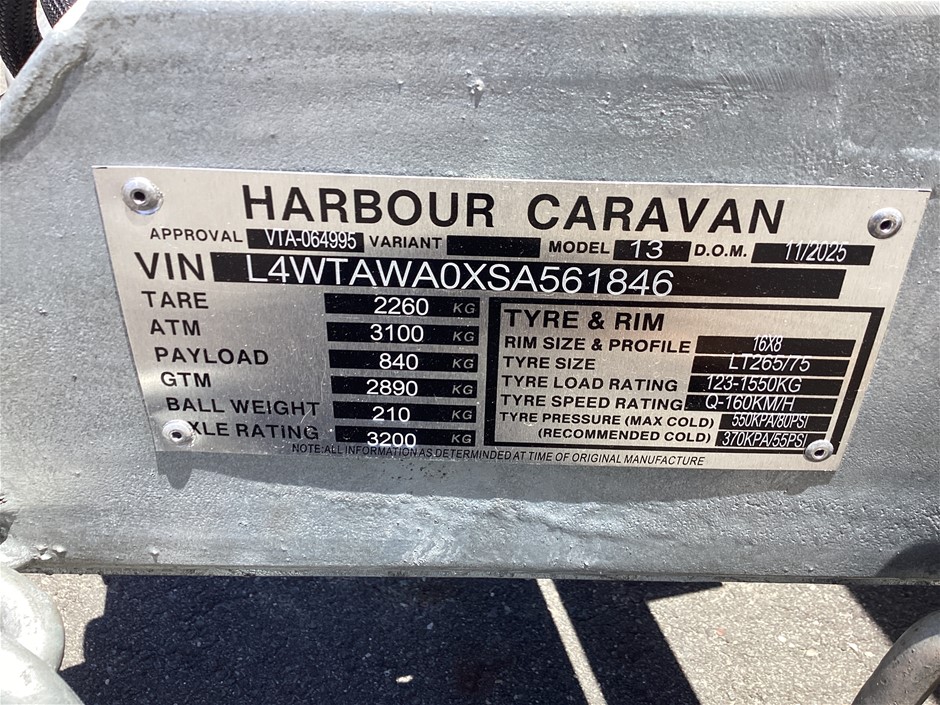 HARBOUR CARAVAN
APPROVAL VTA-064995 VARIANT MODEL 13 D.O.M. 11/2025
VIN L4WTAWA0XSA561846
TARE 2260 KG
ATM 3100 KG
PAYLOAD 840 KG
GTM 2890 KG
BALL WEIGHT 210 KG
XLE RATING 3200 KG
TYRE & RIM
RIM SIZE & PROFILE 16X8
TYRE SIZE LT265/75
TYRE LOAD RATING 123-1550KG
TYRE SPEED RATING Q-160KM/H
TYRE PRESSURE (MAX COLD) 550KPA/80PSI
(RECOMMENDED COLD) 370KPA/55PSI
NOTE:ALL INFORMATION AS DETERMINDED AT TIME OF ORIGINAL MANUFACTURE